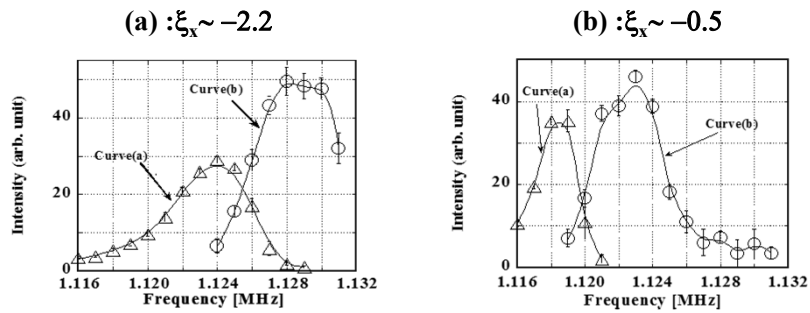 (a) :ξx~ −2.2
(b) :ξx~ −0.5
Intensity (arb. unit)
40
20
0
Curve(b)
Curve(a)
1.116 1.120 1.124 1.128 1.132
Frequency [MHz]
Intensity (arb. unit)
40
20
0
Curve(a)
Curve(b)
1.116 1.120 1.124 1.128 1.132
Frequency [MHz]